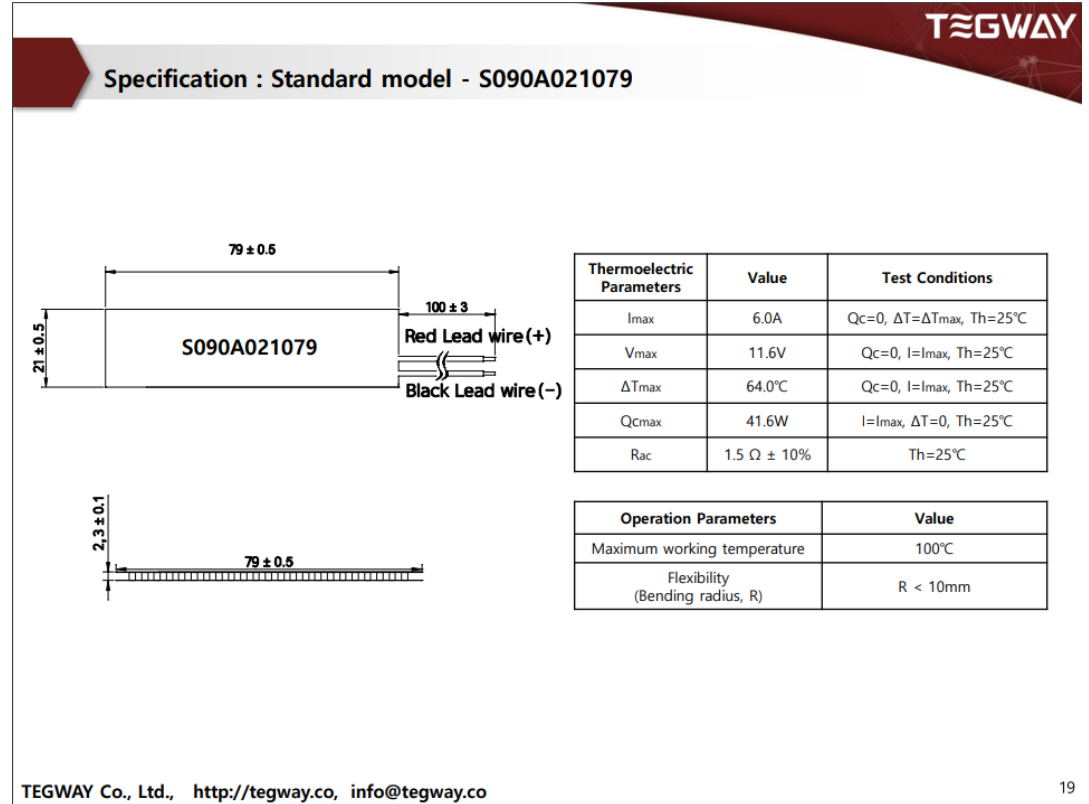 TEGWAY
Specification : Standard model - S090A021079
79 ± 0.5
100 ± 3
21 ± 0.5
S090A021079
Red Lead wire(+)
Black Lead wire(-)
2,3 ± 0.1
79 ± 0.5
Thermoelectric Parameters Value Test Conditions
Imax 6.0A Qc=0, ΔT=ΔTmax, Th=25℃
Vmax 11.6V Qc=0, I=Imax, Th=25℃
ΔTmax 64.0℃ Qc=0, I=Imax, Th=25℃
Qcmax 41.6W I=Imax, ΔT=0, Th=25℃
Rac 1.5 Ω ± 10% Th=25℃
Operation Parameters Value
Maximum working temperature 100℃
Flexibility
(Bending radius, R) R < 10mm
TEGWAY Co., Ltd., http://tegway.co, info@tegway.co
19